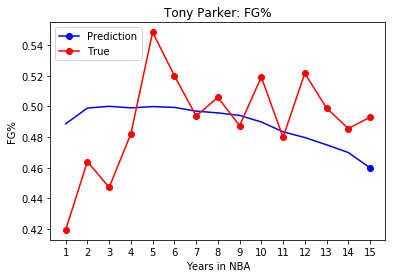 Tony Parker: FG%
Prediction
True
FG%
0.54
0.52
0.50
0.48
0.46
0.44
0.42
1 2 3 4 5 6 7 8 9 10 11 12 13 14 15
Years in NBA